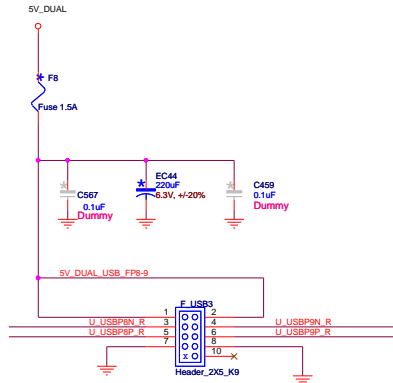 5V_DUAL
F8
Fuse 1.5A
C567
0.1uF
Dummy
EC44
220uF
6.3V, +/-20%
C459
0.1uF
Dummy
5V_DUAL_USB_FP8-9
F_USB3
1 2
U_USBP8N_R 3 4 U_USBP9N_R
U_USBP8P_R 5 6 U_USBP9P_R
7 8
x 10
Header_2X5_K9